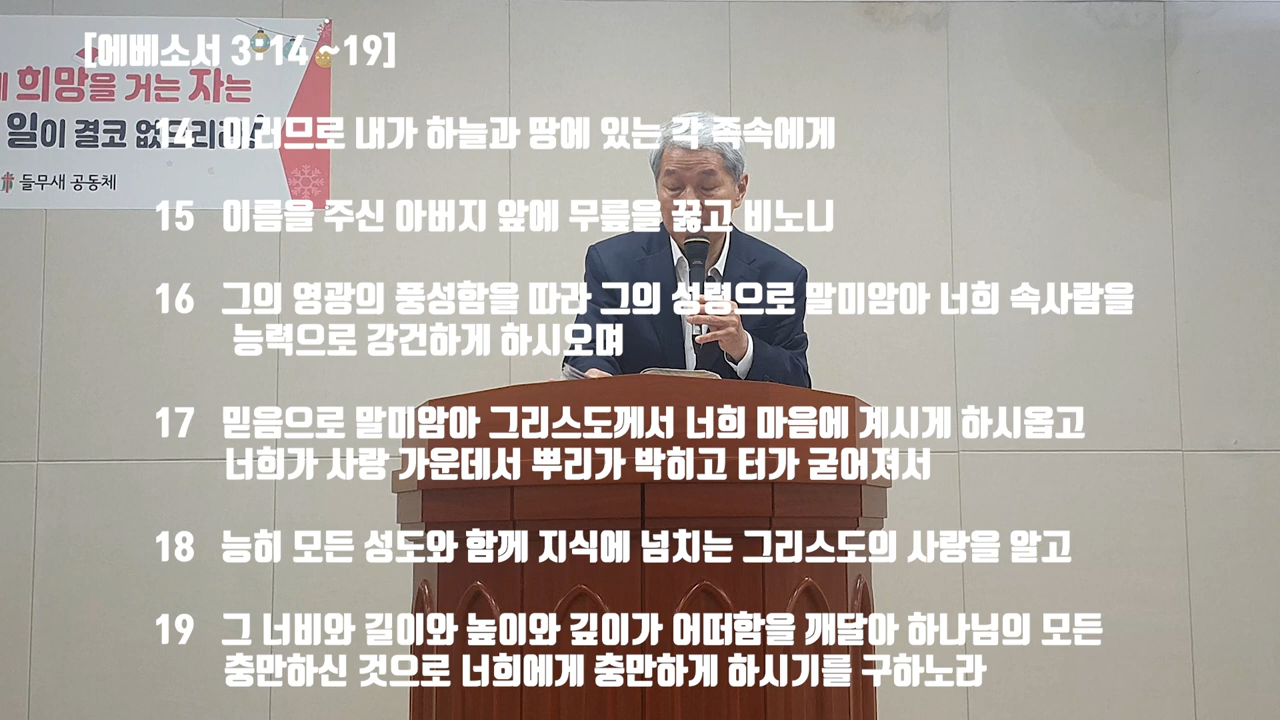 [에베소서 3:14 ~19]
희망을 거는 자는
일이 결코 없으리라!
들무새 공동체
14 이러므로 내가 하늘과 땅에 있는 각 족속에게
15 이름을 주신 아버지 앞에 무릎을 꿇고 비노니
16 그의 영광의 풍성함을 따라 그의 성령으로 말미암아 너희 속사람을
능력으로 강건하게 하시오며
17 믿음으로 말미암아 그리스도께서 너희 마음에 계시게 하시옵고
너희가 사랑 가운데서 뿌리가 박히고 터가 굳어져서
18 능히 모든 성도와 함께 지식에 넘치는 그리스도의 사랑을 알고
19 그 너비와 길이와 높이와 깊이가 어떠함을 깨달아 하나님의 모든
충만하신 것으로 너희에게 충만하게 하시기를 구하노라